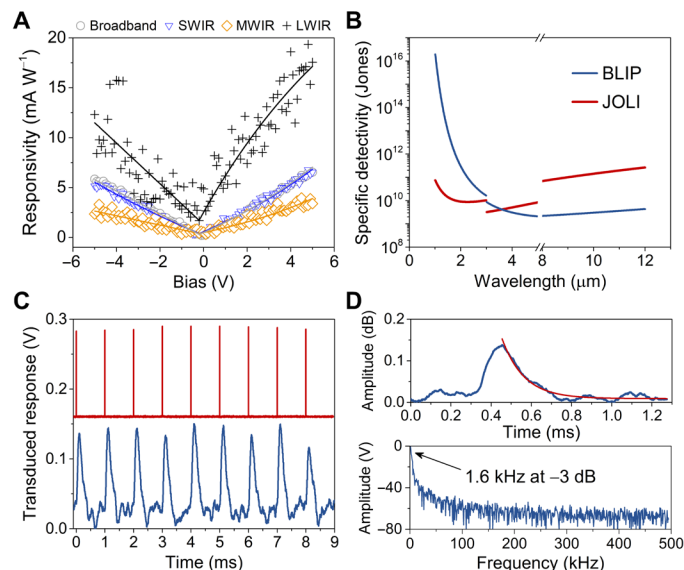 A
Broadband SWIR MWIR LWIR
Responsivity (mA W⁻¹)
20
15
10
5
0
−6 −4 −2 0 2 4 6
Bias (V)
B
Specific detectivity (Jones)
10¹⁶
10¹⁴
10¹²
10¹⁰
10⁸
BLIP
JOLI
0 2 4 8 10 12
Wavelength (μm)
C
Transduced response (V)
0.3
0.2
0.1
0.0
0 1 2 3 4 5 6 7 8 9
Time (ms)
D
Amplitude (dB)
0.2
0.1
0.0
0.0 0.2 0.4 0.6 0.8 1.0 1.2
Time (ms)
Amplitude (V)
0
−40
−80
1.6 kHz at −3 dB
0 100 200 300 400 500
Frequency (kHz)